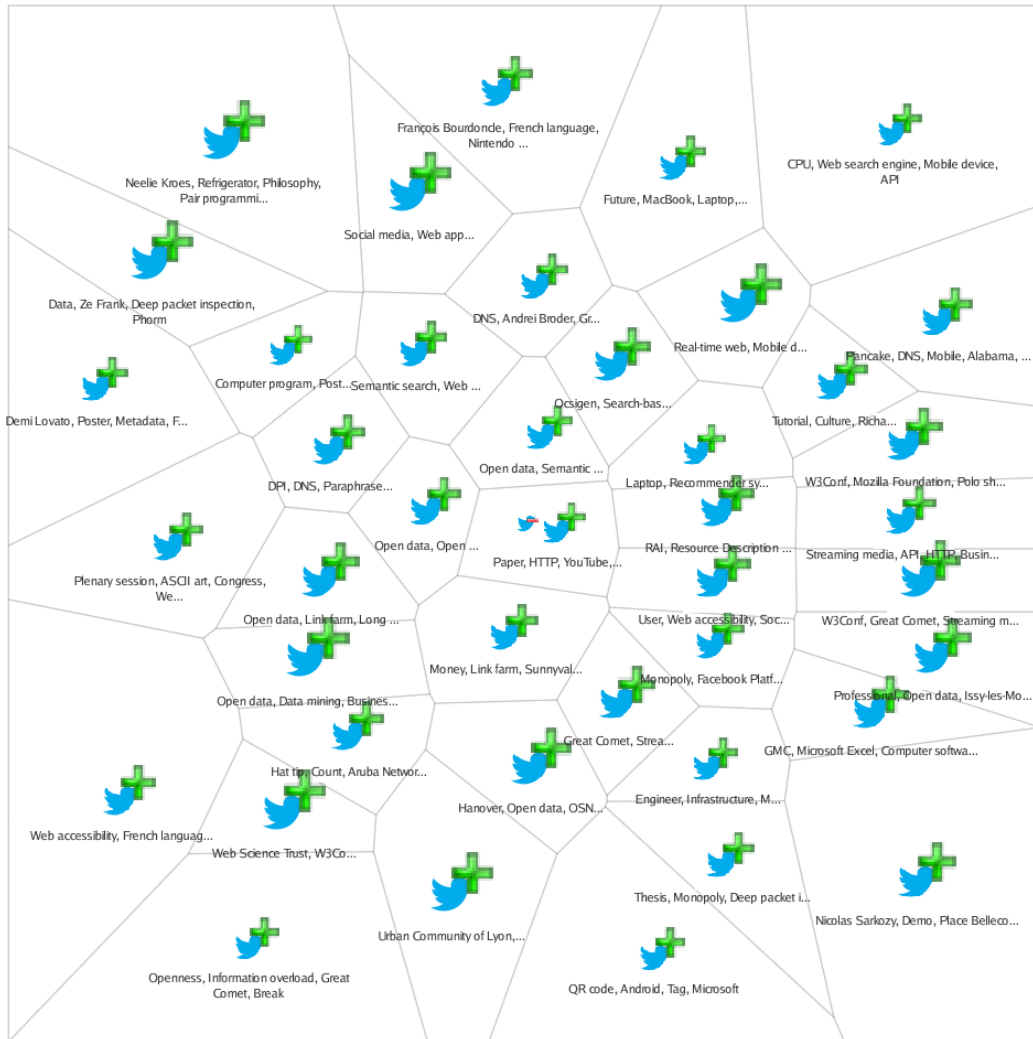 François Bourdoncle, French language,
Nintendo ...
CPU, Web search engine, Mobile device,
API
Neelie Kroes, Refrigerator, Philosophy,
Pair programmi...
Future, MacBook, Laptop,...
Social media, Web app...
Data, Ze Frank, Deep packet inspection,
Phorm
DNS, Andrei Broder, Gr...
Real-time web, Mobile d...
Pancake, DNS, Mobile, Alabama, ...
Computer program, Post...
Semantic search, Web ...
Ocsigen, Search-bas...
Demi Lovato, Poster, Metadata, F...
Tutorial, Culture, Richa...
Open data, Semantic ...
DPI, DNS, Paraphrase...
Laptop, Recommender sy...
W3Conf, Mozilla Foundation, Polo sh...
Open data, Open ...
RAI, Resource Description ...
Streaming media, API, HTTP, Busin...
Paper, HTTP, YouTube,...
Plenary session, ASCII art, Congress,
We...
Open data, Link farm, Long ...
User, Web accessibility, Soc...
W3Conf, Great Comet, Streaming m...
Money, Link farm, Sunnyval...
Monopoly, Facebook Platf...
Open data, Data mining, Busines...
Professional, Open data, Issy-les-Mo...
Great Comet, Strea...
GMC, Microsoft Excel, Computer softwa...
Hat tip, Count, Aruba Networ...
Engineer, Infrastructure, M...
Hanover, Open data, OSN...
Web accessibility, French languag...
Web Science Trust, W3Co...
Thesis, Monopoly, Deep packet i...
Nicolas Sarkozy, Demo, Place Belleco...
Urban Community of Lyon,...
Openness, Information overload, Great
Comet, Break
QR code, Android, Tag, Microsoft